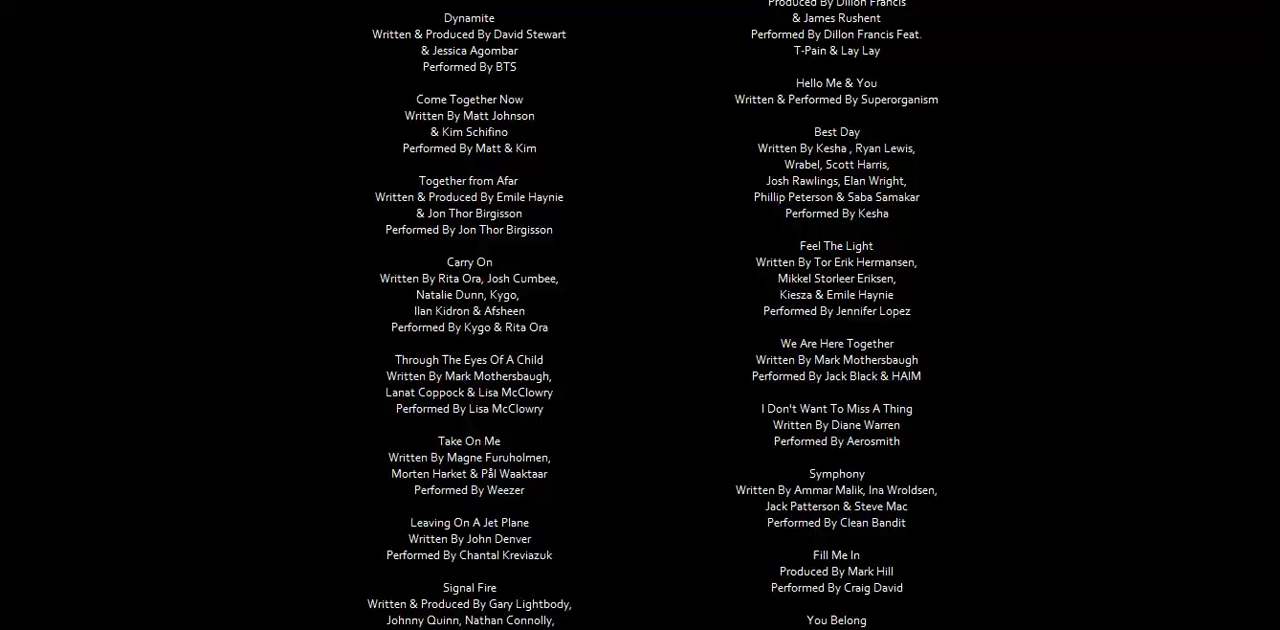 Dynamite
Written & Produced By David Stewart
& Jessica Agombar
Performed By BTS
Come Together Now
Written By Matt Johnson
& Kim Schifino
Performed By Matt & Kim
Together from Afar
Written & Produced By Emile Haynie
& Jon Thor Birgisson
Performed By Jon Thor Birgisson
Carry On
Written By Rita Ora, Josh Cumbee,
Natalie Dunn, Kygo,
Ilan Kidron & Afsheen
Performed By Kygo & Rita Ora
Through The Eyes Of A Child
Written By Mark Mothersbaugh,
Lanat Coppock & Lisa McClowry
Performed By Lisa McClowry
Take On Me
Written By Magne Furuholmen,
Morten Harket & Pål Waaktaar
Performed By Weezer
Leaving On A Jet Plane
Written By John Denver
Performed By Chantal Kreviazuk
Signal Fire
Written & Produced By Gary Lightbody,
Johnny Quinn, Nathan Connolly,
Produced By Dillon Francis
& James Rushent
Performed By Dillon Francis Feat.
T-Pain & Lay Lay
Hello Me & You
Written & Performed By Superorganism
Best Day
Written By Kesha , Ryan Lewis,
Wrabel, Scott Harris,
Josh Rawlings, Elan Wright,
Phillip Peterson & Saba Samakar
Performed By Kesha
Feel The Light
Written By Tor Erik Hermansen,
Mikkel Storleer Eriksen,
Kiesza & Emile Haynie
Performed By Jennifer Lopez
We Are Here Together
Written By Mark Mothersbaugh
Performed By Jack Black & HAIM
I Don't Want To Miss A Thing
Written By Diane Warren
Performed By Aerosmith
Symphony
Written By Ammar Malik, Ina Wroldsen,
Jack Patterson & Steve Mac
Performed By Clean Bandit
Fill Me In
Produced By Mark Hill
Performed By Craig David
You Belong